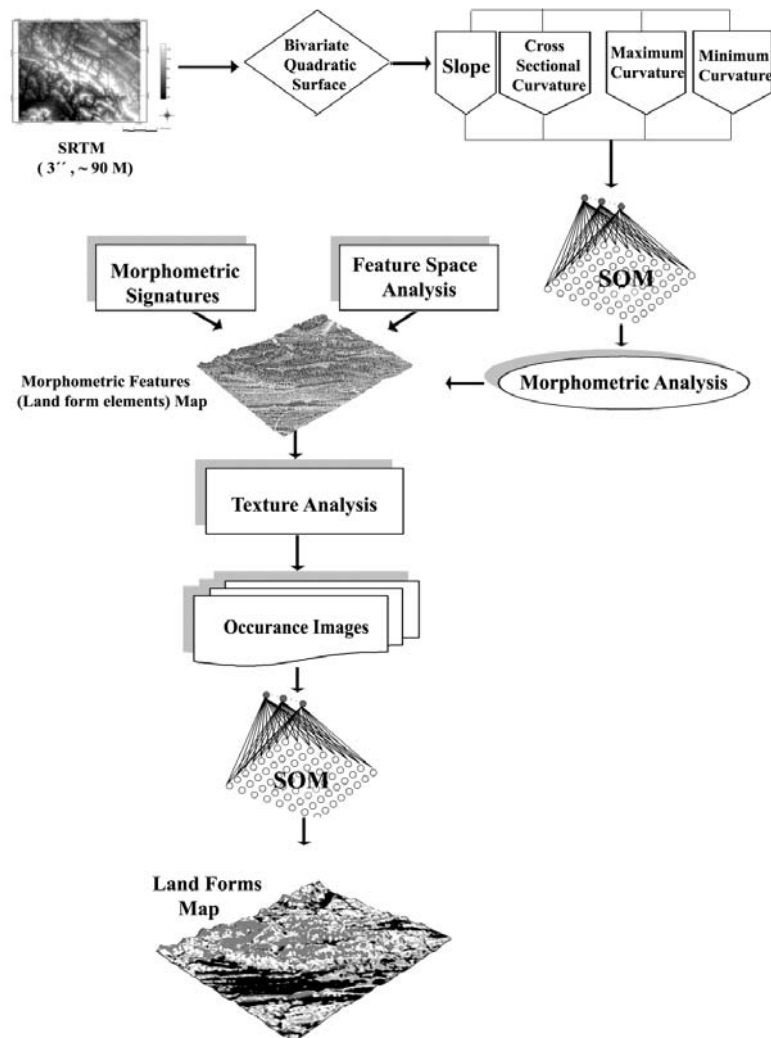 SRTM
( 3´´ , ~ 90 M)
Bivariate
Quadratic
Surface
Slope
Cross
Sectional
Curvature
Maximum
Curvature
Minimum
Curvature
SOM
Morphometric
Signatures
Feature Space
Analysis
Morphometric Features
(Land form elements) Map
Morphometric Analysis
Texture Analysis
Occurance Images
SOM
Land Forms
Map